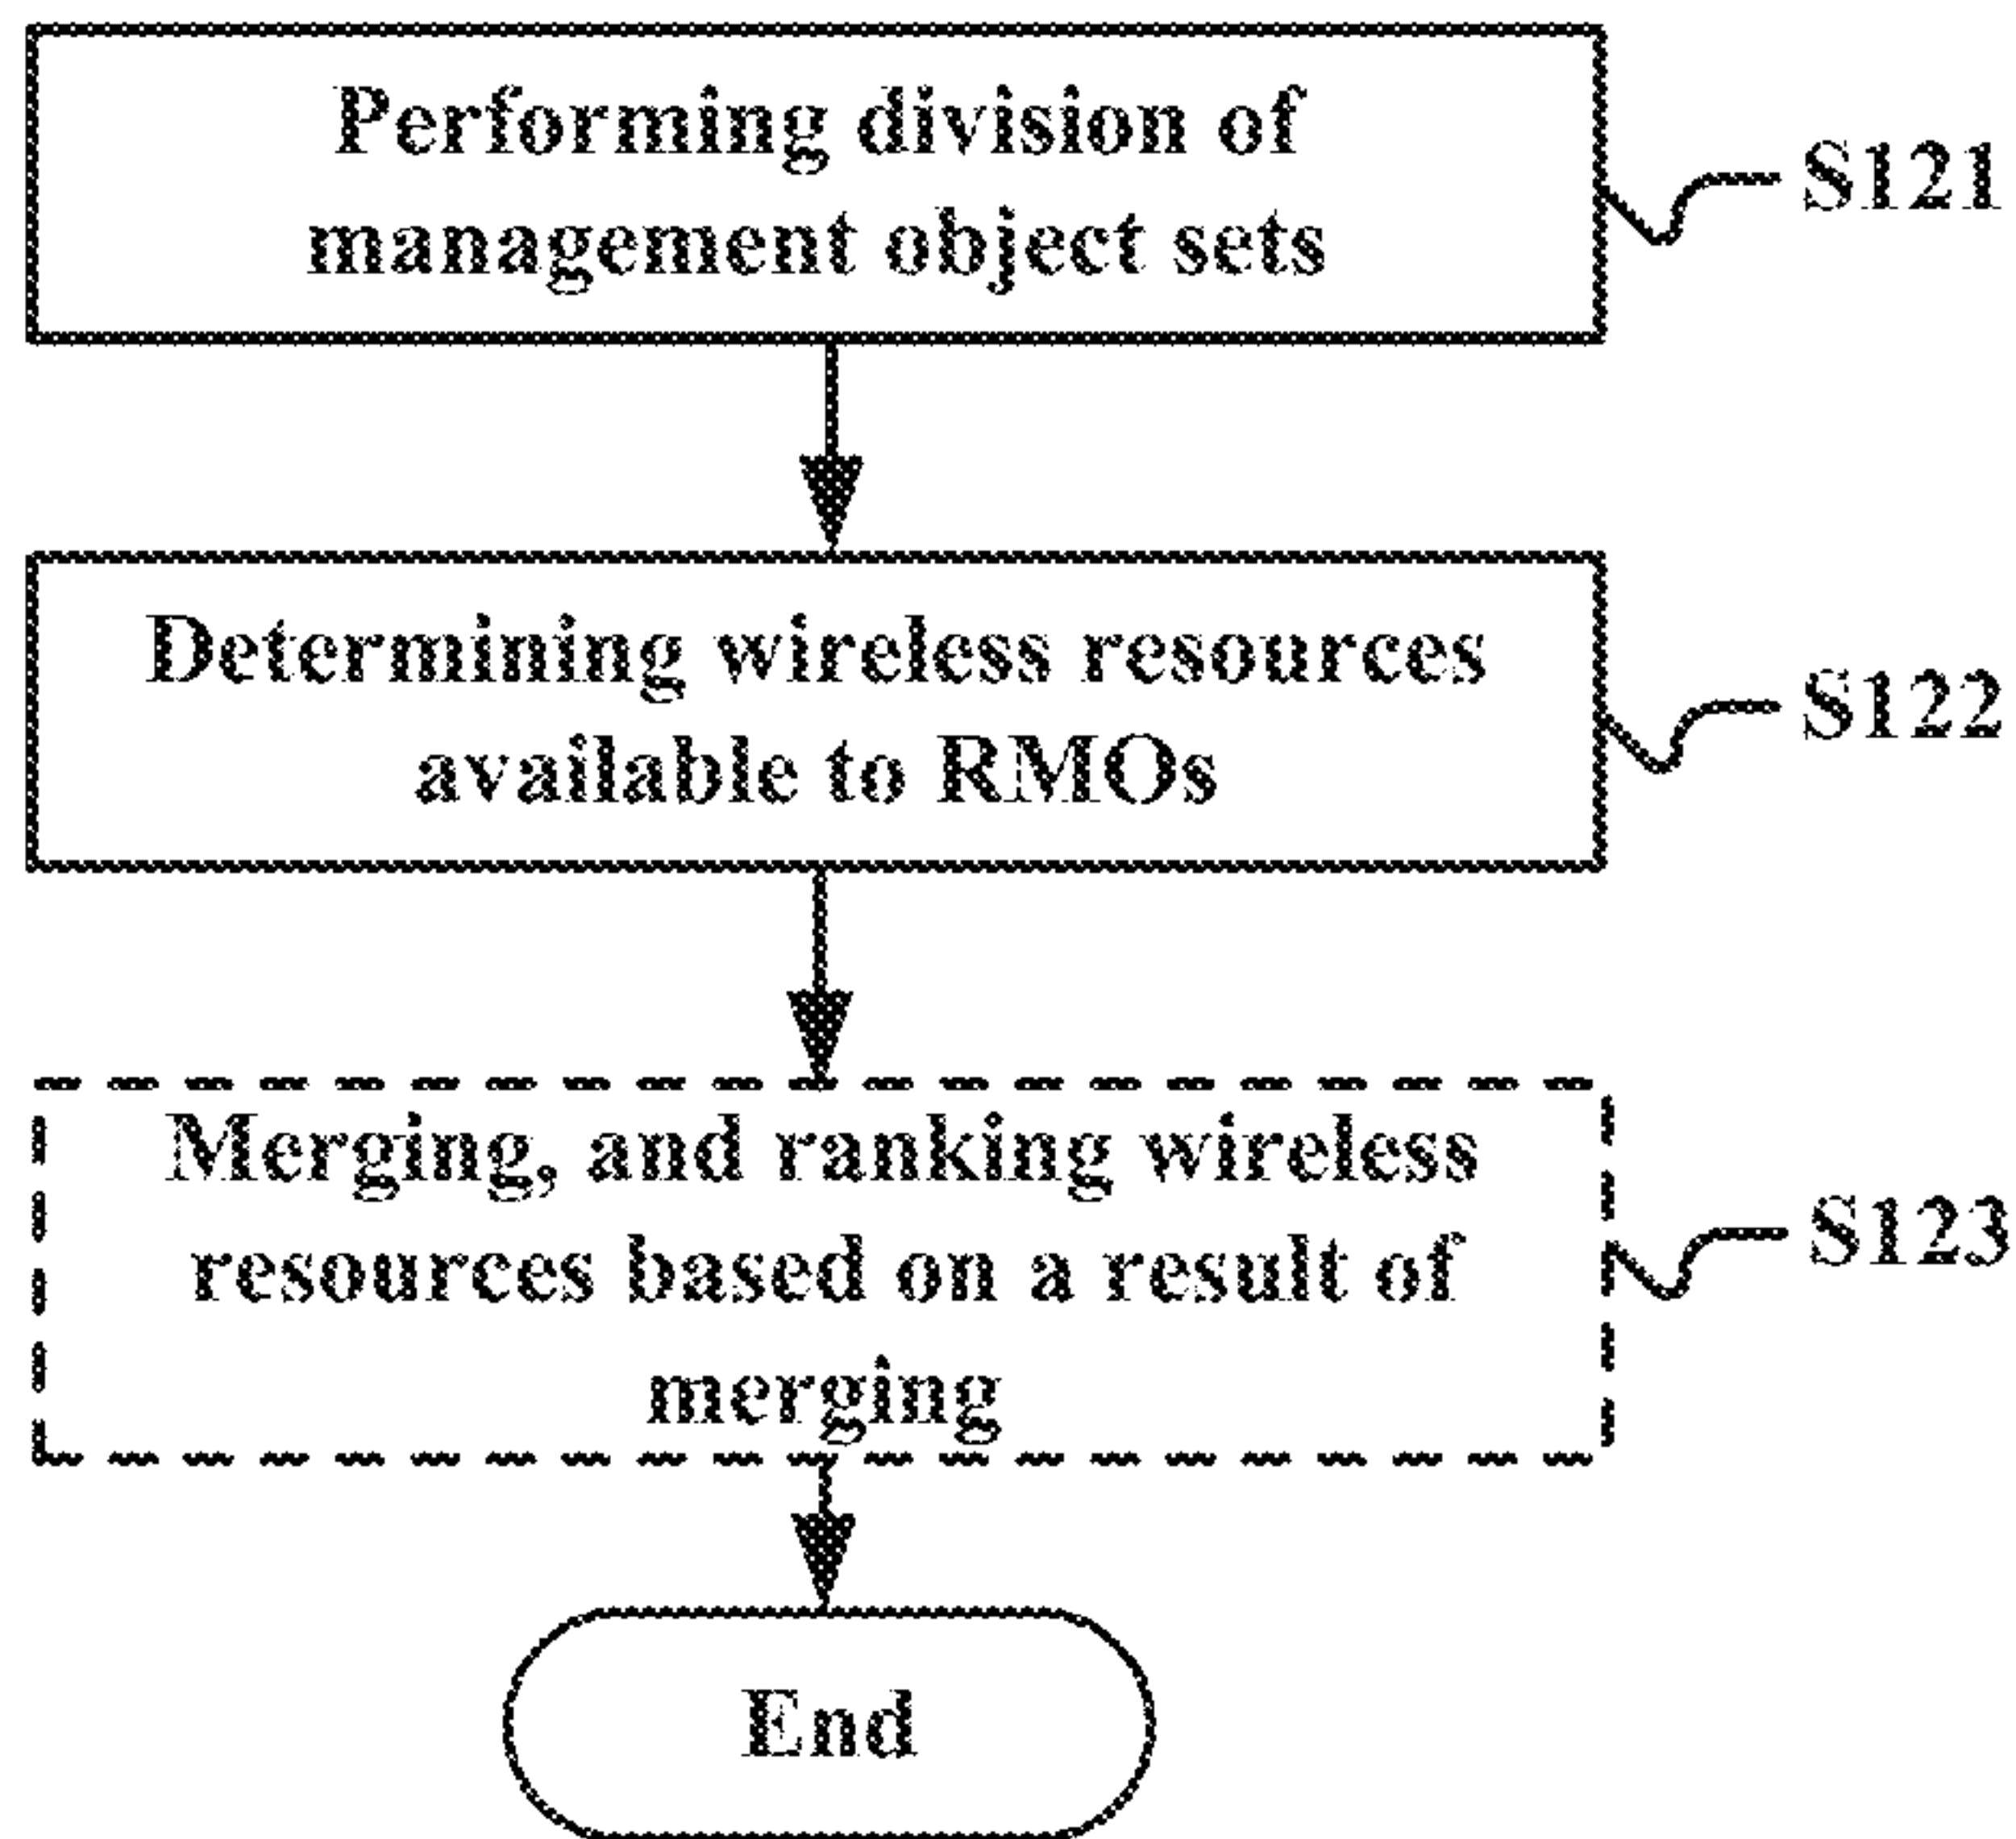 Performing division of
management object sets
S121
Determining wireless resources
available to RMOs
S122
Merging, and ranking wireless
resources based on a result of
merging
S123
End